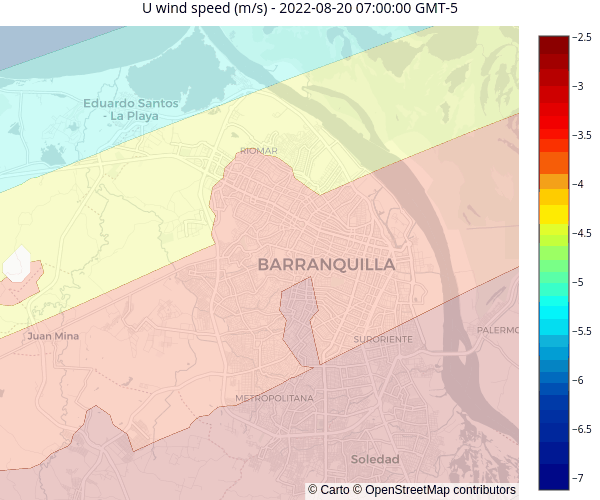 U wind speed (m/s) - 2022-08-20 07:00:00 GMT-5
Eduardo Santos
- La Playa
RIOMAR
BARRANQUILLA
Juan Mina
SURORIENTE
PALERMO
METROPOLITANA
Soledad
© Carto © OpenStreetMap contributors
−2.5
−3
−3.5
−4
−4.5
−5
−5.5
−6
−6.5
−7